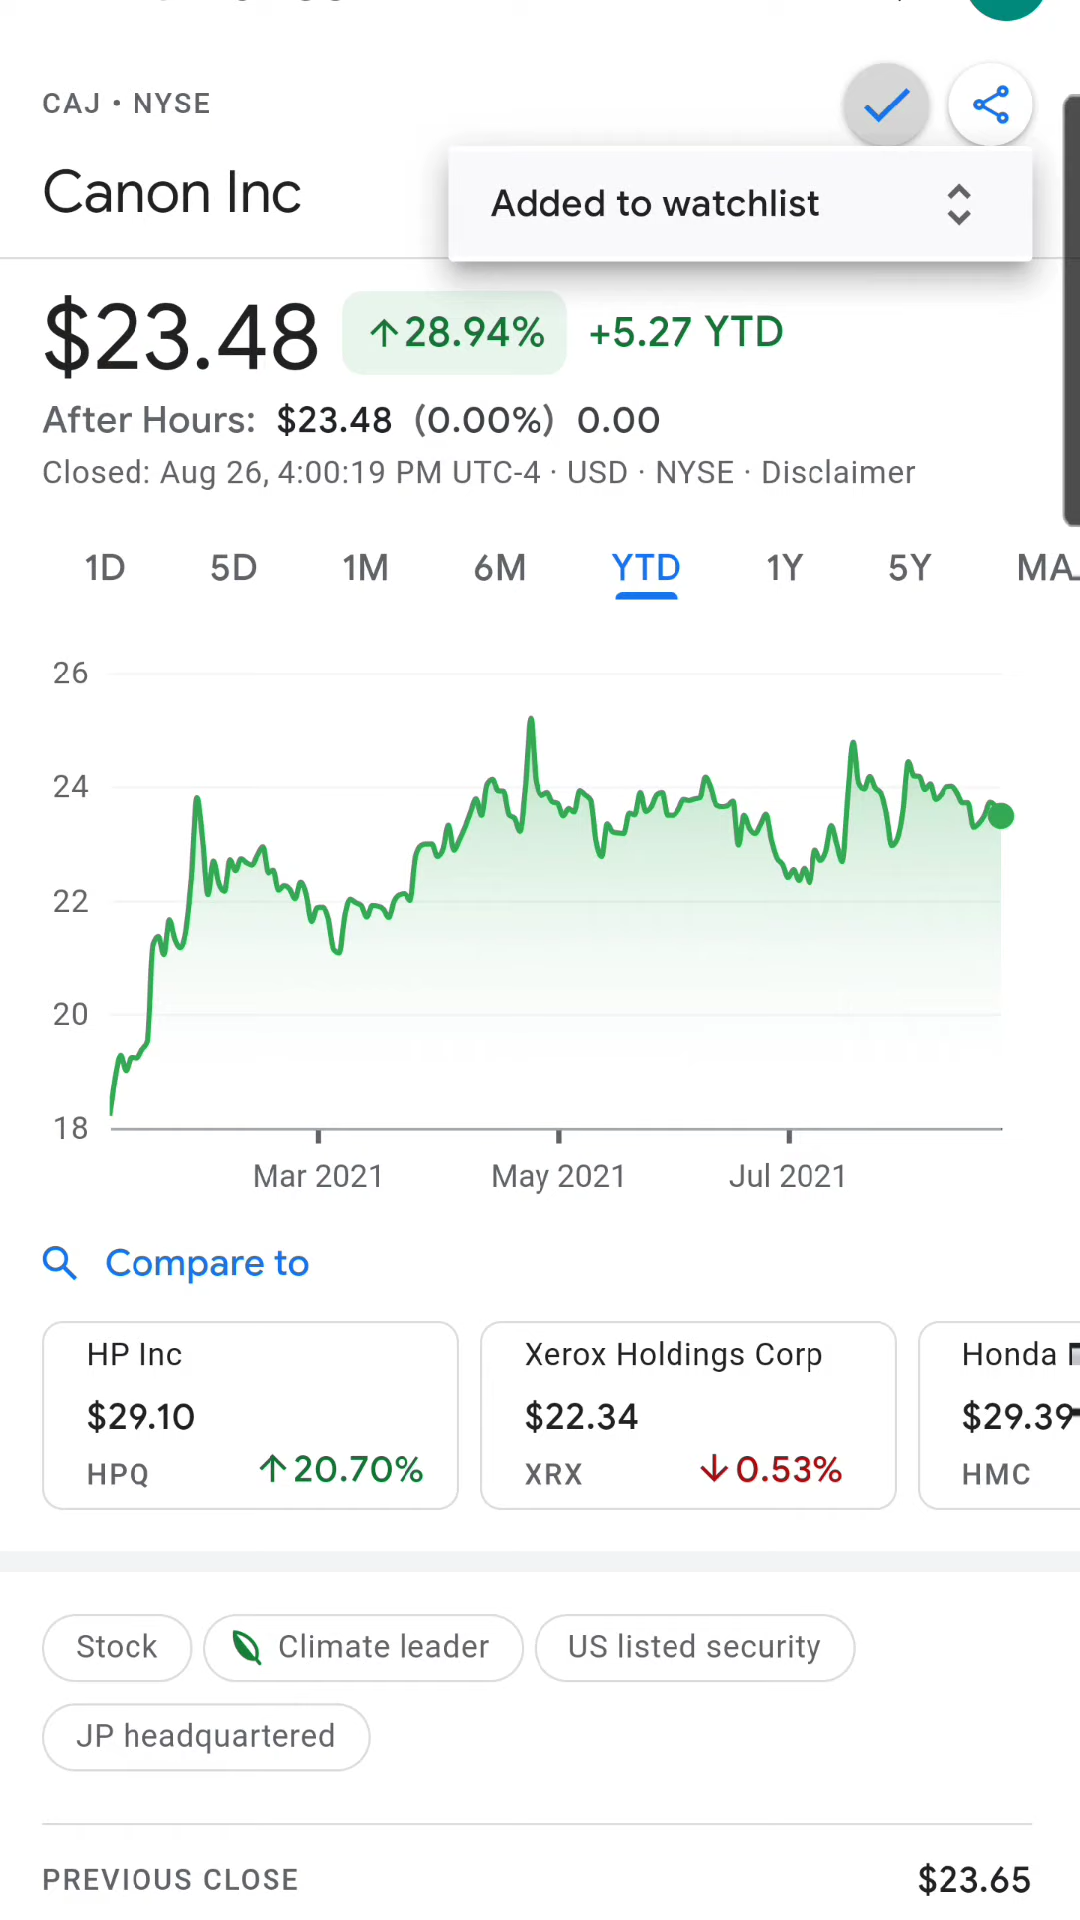 CAJ • NYSE
Canon Inc
Added to watchlist
$23.48 ↑28.94% +5.27 YTD
After Hours: $23.48 (0.00%) 0.00
Closed: Aug 26, 4:00:19 PM UTC-4 · USD · NYSE · Disclaimer
1D 5D 1M 6M YTD 1Y 5Y
26
24
22
20
18
Mar 2021 May 2021 Jul 2021
Compare to
HP Inc Xerox Holdings Corp Honda
$29.10 $22.34 $29.39
HPQ ↑20.70% XRX ↓0.53% HMC
Stock Climate leader US listed security
JP headquartered
PREVIOUS CLOSE $23.65